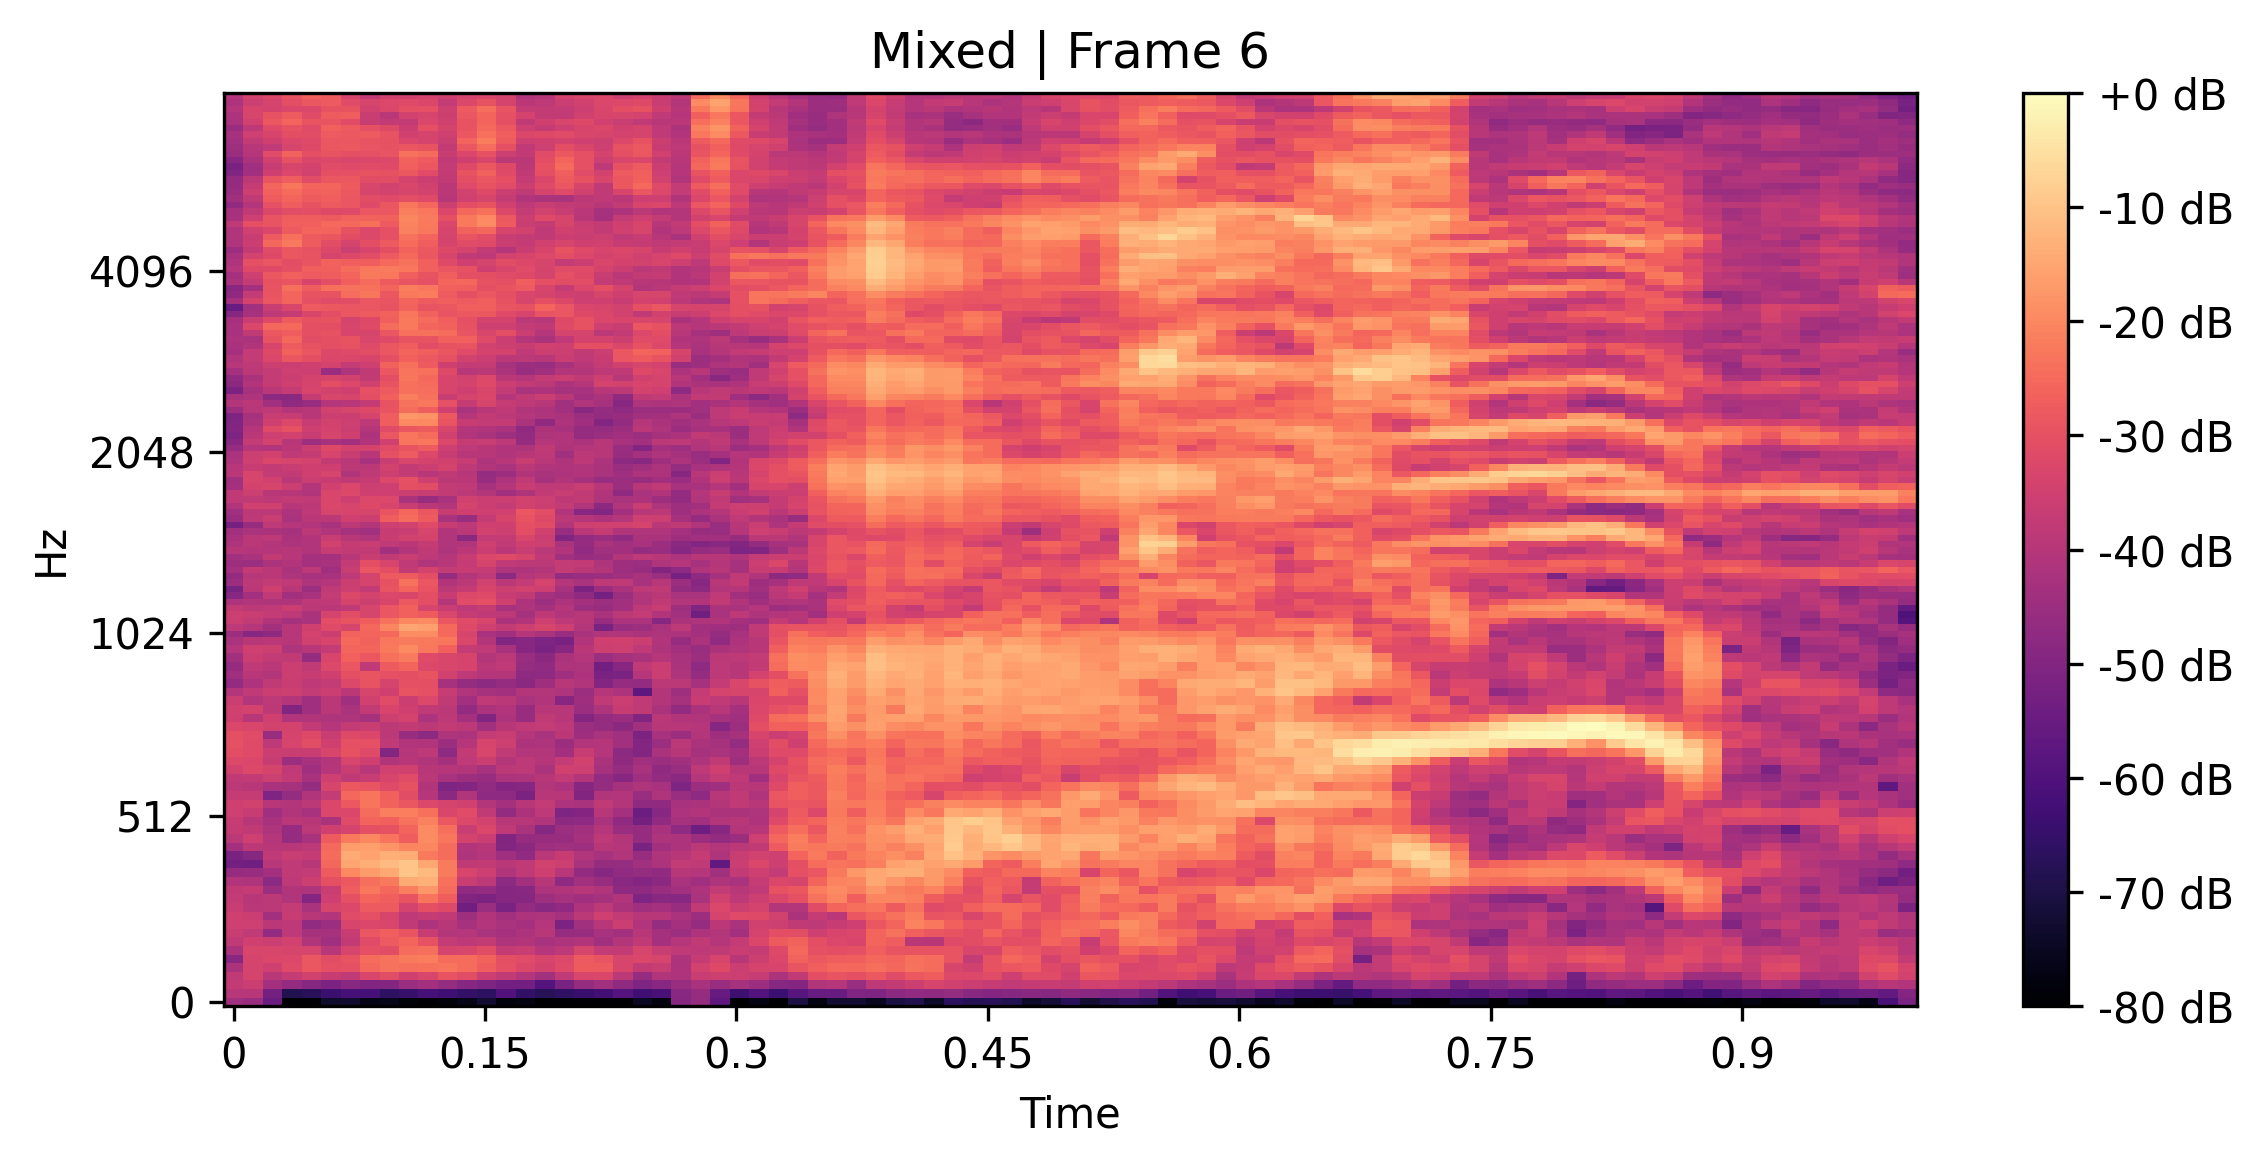 Mixed | Frame 6
+0 dB
-10 dB
-20 dB
-30 dB
-40 dB
-50 dB
-60 dB
-70 dB
-80 dB
Hz
4096
2048
1024
512
0
0 0.15 0.3 0.45 0.6 0.75 0.9
Time